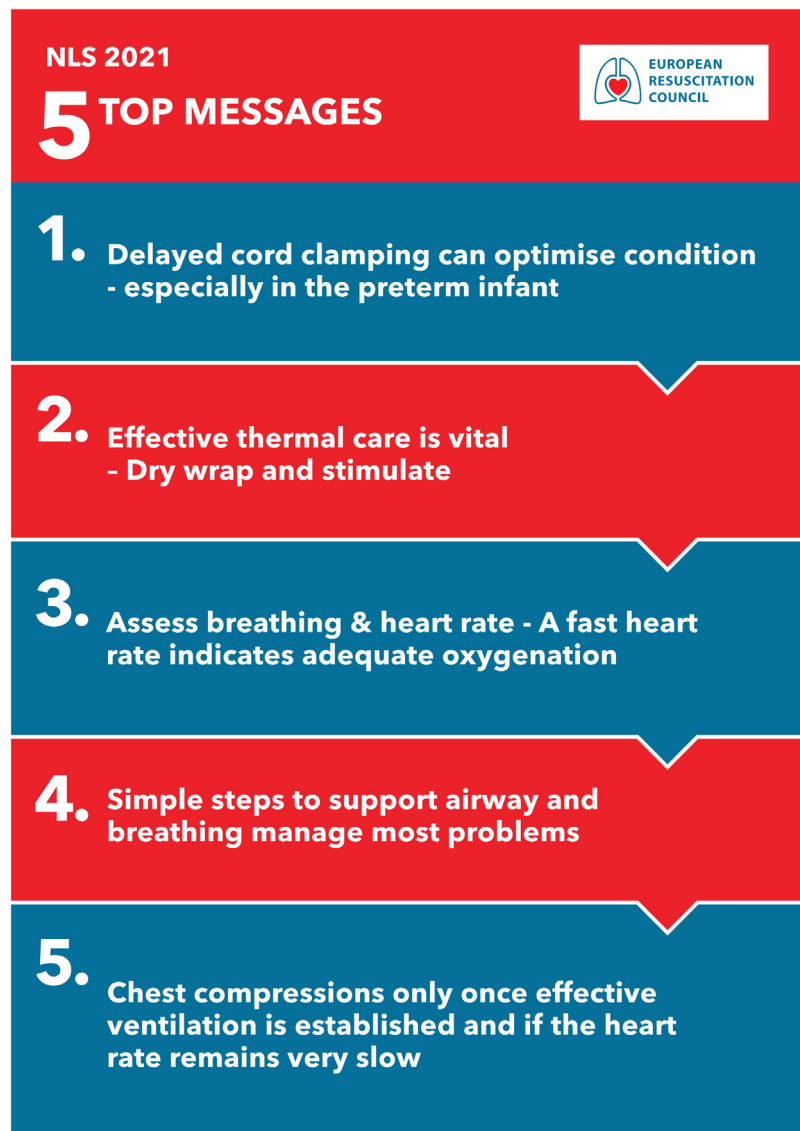 NLS 2021
5 TOP MESSAGES
EUROPEAN
RESUSCITATION
COUNCIL
1.
Delayed cord clamping can optimise condition
- especially in the preterm infant
2.
Effective thermal care is vital
– Dry wrap and stimulate
3.
Assess breathing & heart rate - A fast heart
rate indicates adequate oxygenation
4.
Simple steps to support airway and
breathing manage most problems
5.
Chest compressions only once effective
ventilation is established and if the heart
rate remains very slow